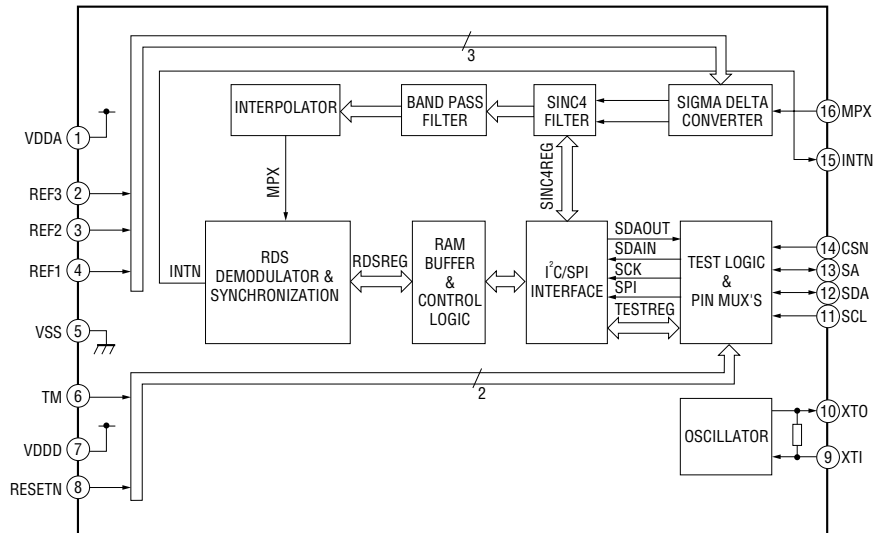 3
INTERPOLATOR
BAND PASS
FILTER
SINC4
FILTER
SIGMA DELTA
CONVERTER
16 MPX
15 INTN
VDDA 1
REF3 2
REF2 3
REF1 4
MPX
SINC4REG
INTN
RDS
DEMODULATOR &
SYNCHRONIZATION
RDSREG
RAM
BUFFER
&
CONTROL
LOGIC
I²C/SPI
INTERFACE
SDAOUT
SDAIN
SCK
SPI
TESTREG
TEST LOGIC
&
PIN MUX'S
14 CSN
13 SA
12 SDA
11 SCL
VSS 5
TM 6
2
VDDD 7
RESETN 8
OSCILLATOR
10 XTO
9 XTI